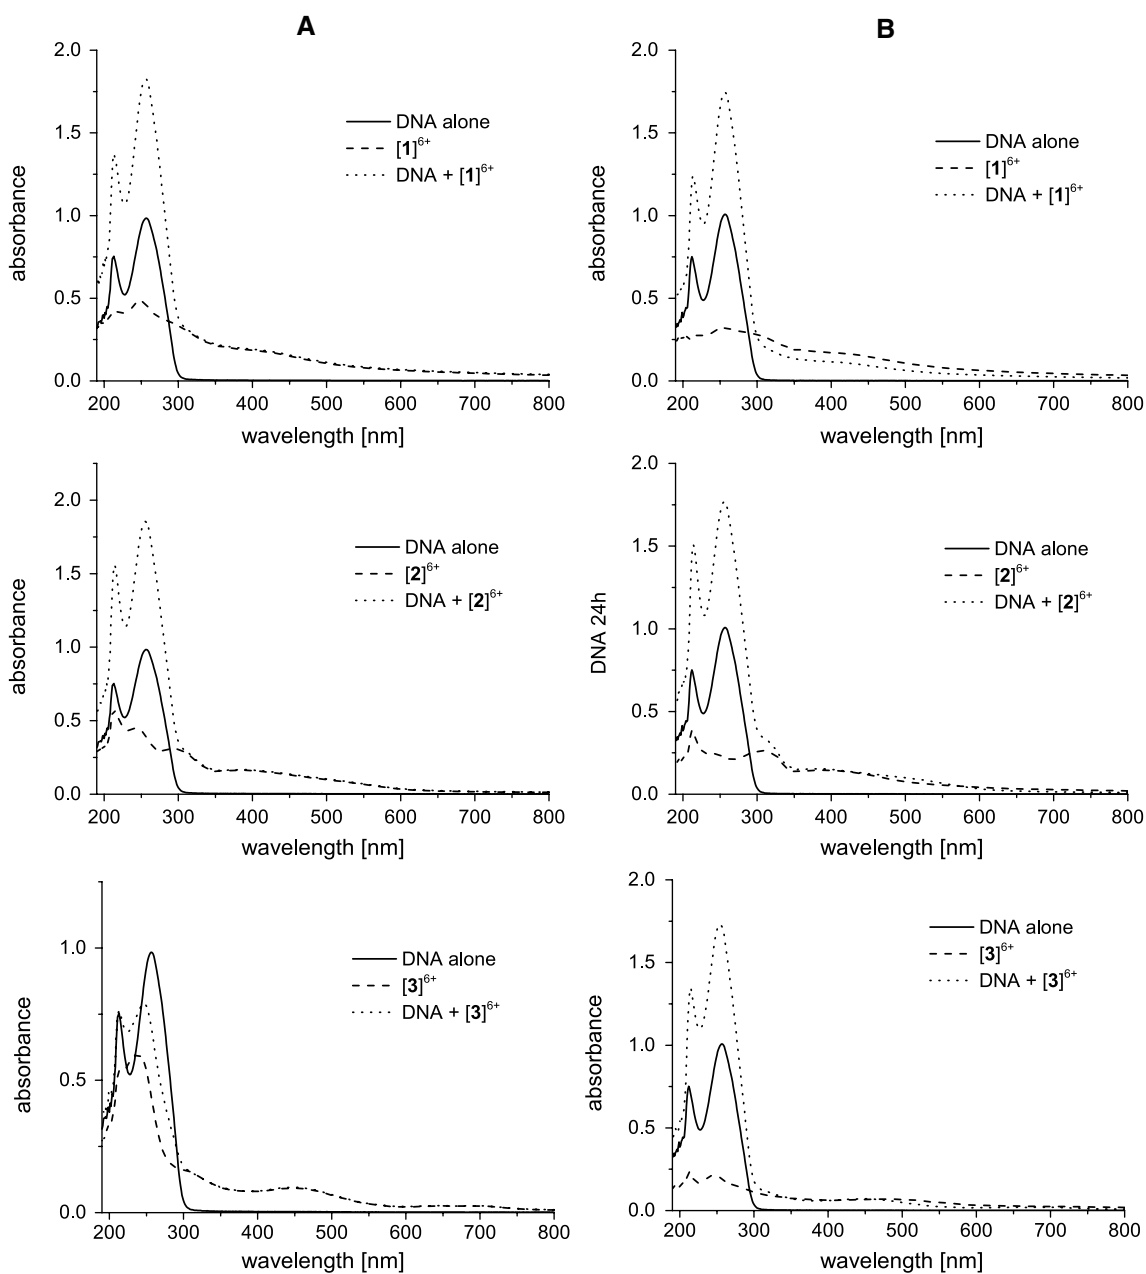 A
B
2.0
1.5
1.0
0.5
0.0
absorbance
DNA alone
[1]6+
DNA + [1]6+
200 300 400 500 600 700 800
wavelength [nm]
2.0
1.5
1.0
0.5
0.0
absorbance
DNA alone
[1]6+
DNA + [1]6+
200 300 400 500 600 700 800
wavelength [nm]
2.0
1.5
1.0
0.5
0.0
absorbance
DNA alone
[2]6+
DNA + [2]6+
200 300 400 500 600 700 800
wavelength [nm]
2.0
1.5
1.0
0.5
0.0
DNA 24h
DNA alone
[2]6+
DNA + [2]6+
200 300 400 500 600 700 800
wavelength [nm]
1.0
0.5
0.0
absorbance
DNA alone
[3]6+
DNA + [3]6+
200 300 400 500 600 700 800
wavelength [nm]
2.0
1.5
1.0
0.5
0.0
absorbance
DNA alone
[3]6+
DNA + [3]6+
200 300 400 500 600 700 800
wavelength [nm]